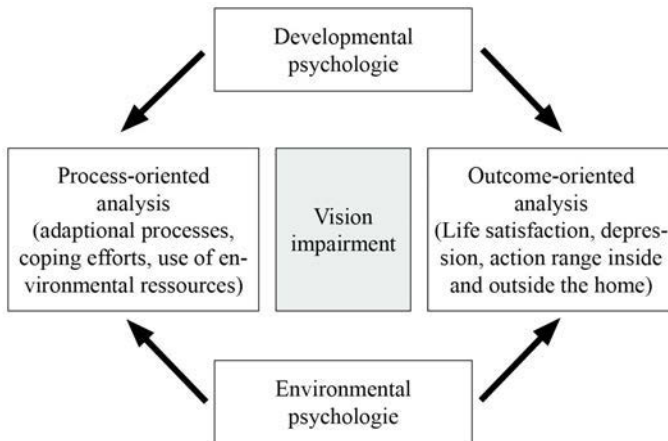 Developmental
psychologie
Process-oriented
analysis
(adaptional processes,
coping efforts, use of en-
vironmental ressources)
Vision
impairment
Outcome-oriented
analysis
(Life satisfaction, depres-
sion, action range inside
and outside the home)
Environmental
psychologie